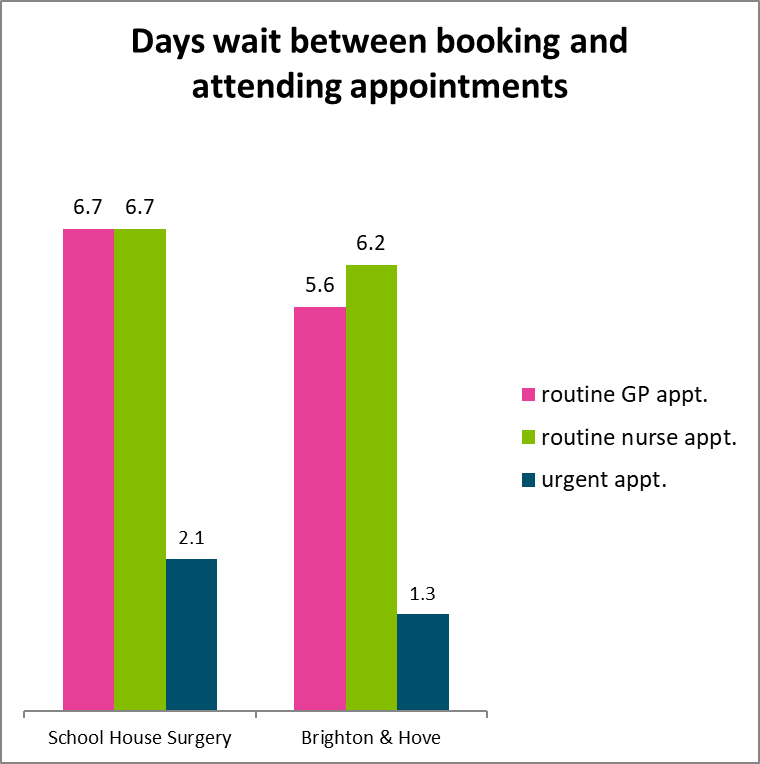 Days wait between booking and
attending appointments
6.7 6.7
6.2
5.6
2.1
1.3
routine GP appt.
routine nurse appt.
urgent appt.
School House Surgery Brighton & Hove